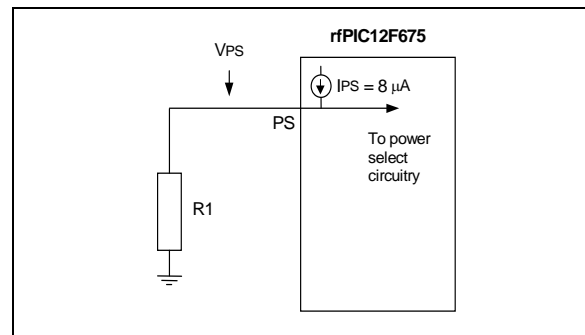 rfPIC12F675
VPS
IPS = 8 µA
PS
To power
select
circuitry
R1